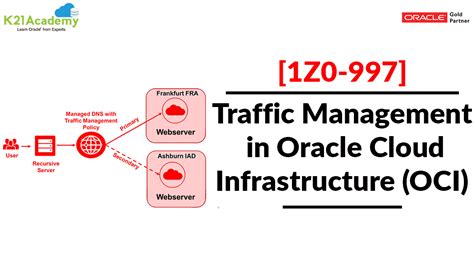 K21Academy
Learn Oracle from Experts
ORACLE
Gold
Partner
[1Z0-997]
Traffic Management
in Oracle Cloud
Infrastructure (OCI)
Managed DNS with
Traffic Management
Policy
User
Recursive
Server
Primary
Secondary
Frankfurt FRA
Webserver
Ashburn IAD
Webserver